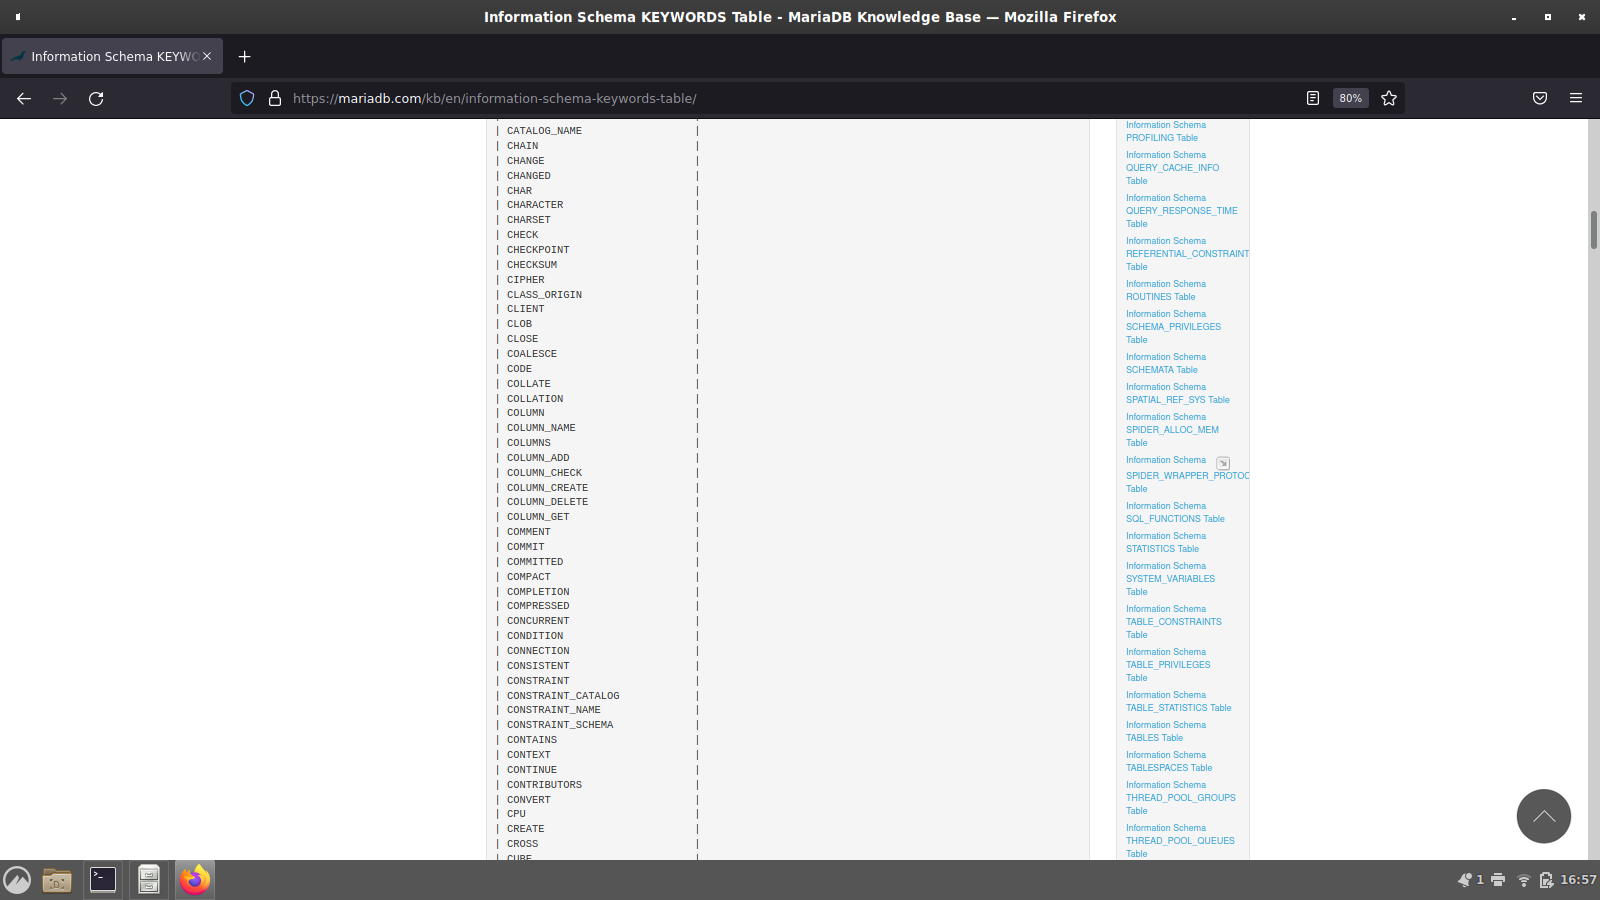 Information Schema KEYWORDS Table - MariaDB Knowledge Base — Mozilla Firefox
Information Schema KEYW
https://mariadb.com/kb/en/information-schema-keywords-table/
80%
| CATALOG_NAME |
| CHAIN |
| CHANGE |
| CHANGED |
| CHAR |
| CHARACTER |
| CHARSET |
| CHECK |
| CHECKPOINT |
| CHECKSUM |
| CIPHER |
| CLASS_ORIGIN |
| CLIENT |
| CLOB |
| CLOSE |
| COALESCE |
| CODE |
| COLLATE |
| COLLATION |
| COLUMN |
| COLUMN_NAME |
| COLUMNS |
| COLUMN_ADD |
| COLUMN_CHECK |
| COLUMN_CREATE |
| COLUMN_DELETE |
| COLUMN_GET |
| COMMENT |
| COMMIT |
| COMMITTED |
| COMPACT |
| COMPLETION |
| COMPRESSED |
| CONCURRENT |
| CONDITION |
| CONNECTION |
| CONSISTENT |
| CONSTRAINT |
| CONSTRAINT_CATALOG |
| CONSTRAINT_NAME |
| CONSTRAINT_SCHEMA |
| CONTAINS |
| CONTEXT |
| CONTINUE |
| CONTRIBUTORS |
| CONVERT |
| CPU |
| CREATE |
| CROSS |
| CUBE
Information Schema
PROFILING Table
Information Schema
QUERY_CACHE_INFO
Table
Information Schema
QUERY_RESPONSE_TIME
Table
Information Schema
REFERENTIAL_CONSTRAINT
Table
Information Schema
ROUTINES Table
Information Schema
SCHEMA_PRIVILEGES
Table
Information Schema
SCHEMATA Table
Information Schema
SPATIAL_REF_SYS Table
Information Schema
SPIDER_ALLOC_MEM
Table
Information Schema
SPIDER_WRAPPER_PROTOC
Table
Information Schema
SQL_FUNCTIONS Table
Information Schema
STATISTICS Table
Information Schema
SYSTEM_VARIABLES
Table
Information Schema
TABLE_CONSTRAINTS
Table
Information Schema
TABLE_PRIVILEGES
Table
Information Schema
TABLE_STATISTICS Table
Information Schema
TABLES Table
Information Schema
TABLESPACES Table
Information Schema
THREAD_POOL_GROUPS
Table
Information Schema
THREAD_POOL_QUEUES
Table
1
16:57